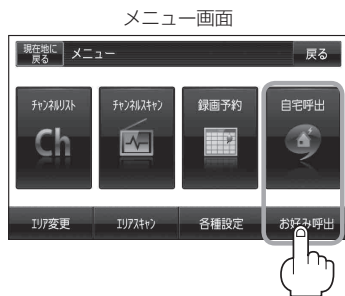 メニュー画面
現在地に
戻る
メニュー
戻る
チャンネルリスト
チャンネルスキャン
録画予約
自宅呼出
Ch
エリア変更
エリアスキャン
各種設定
お好み呼出